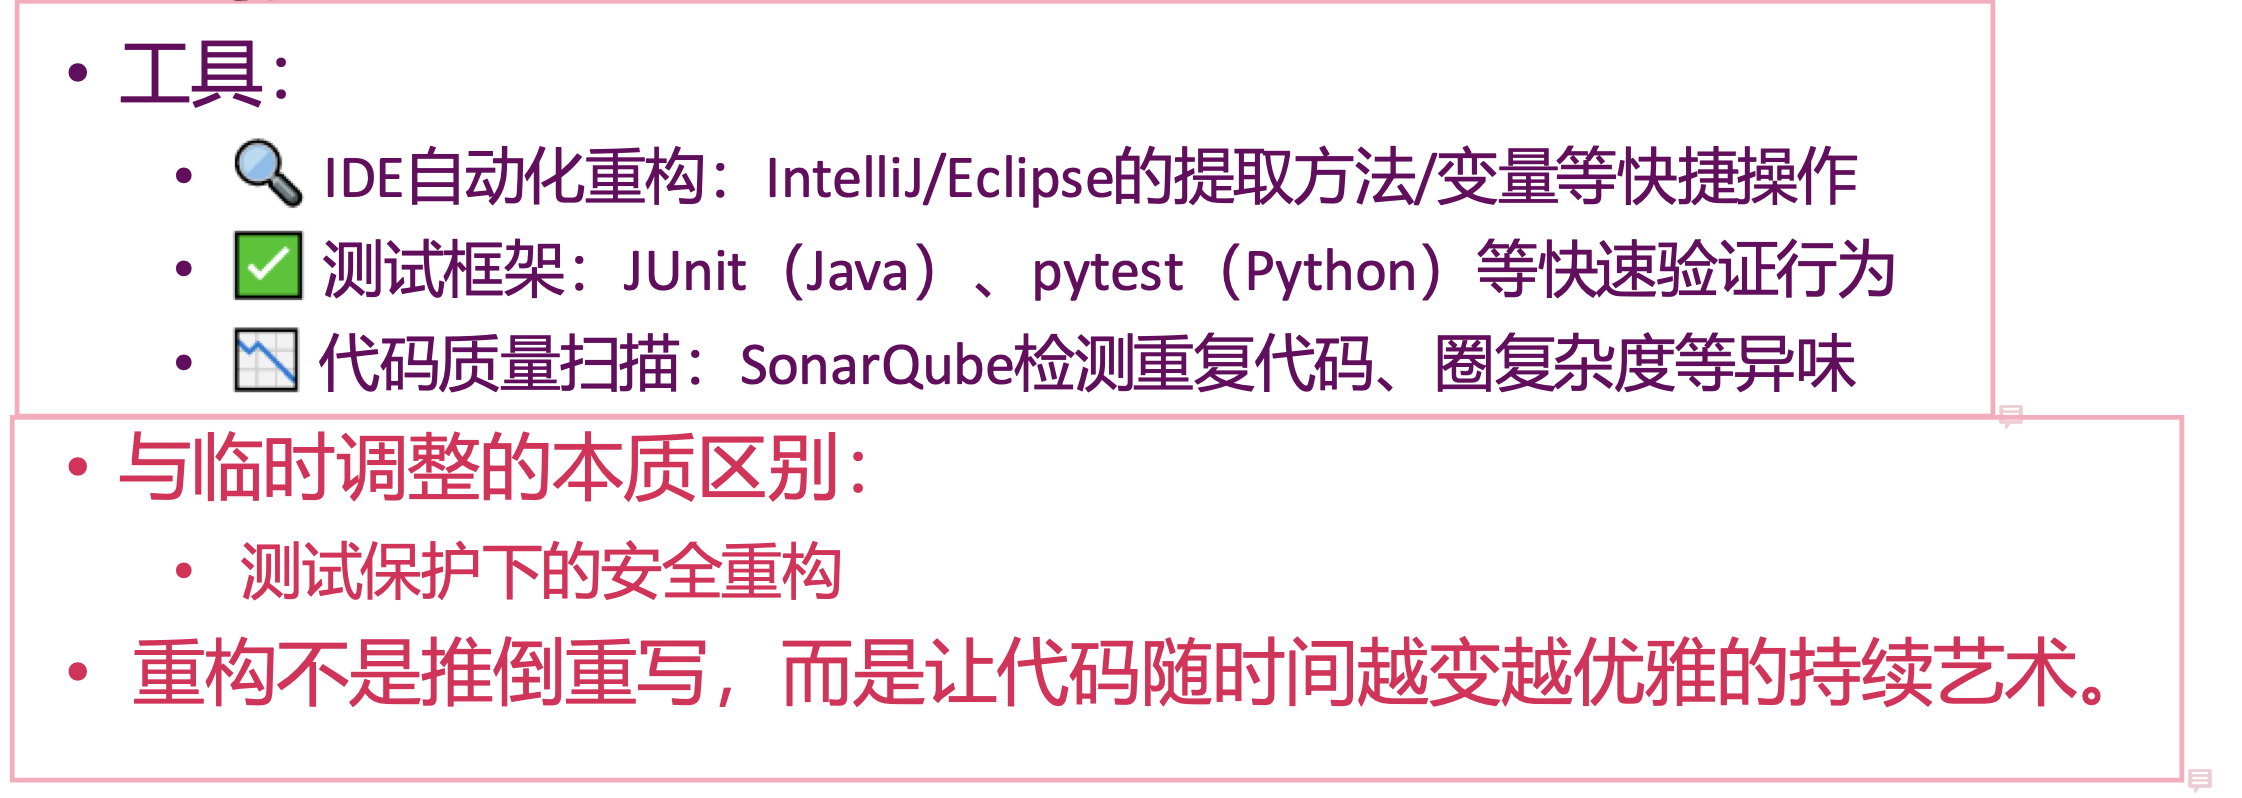 • 工具：
• 🔍 IDE自动化重构：IntelliJ/Eclipse的提取方法/变量等快捷操作
• ✅ 测试框架：JUnit（Java）、pytest（Python）等快速验证行为
• 📉 代码质量扫描：SonarQube检测重复代码、圈复杂度等异味
• 与临时调整的本质区别：
• 测试保护下的安全重构
• 重构不是推倒重写，而是让代码随时间越变越优雅的持续艺术。